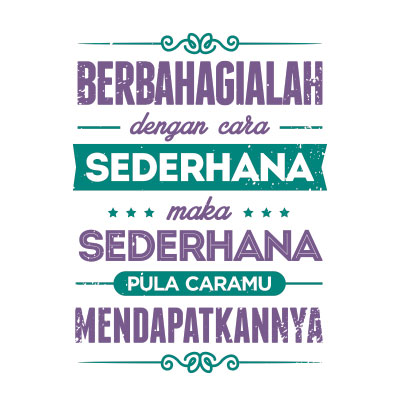 BERBAHAGIALAH
dengan cara
SEDERHANA
maka
SEDERHANA
PULA CARAMU
MENDAPATKANNYA